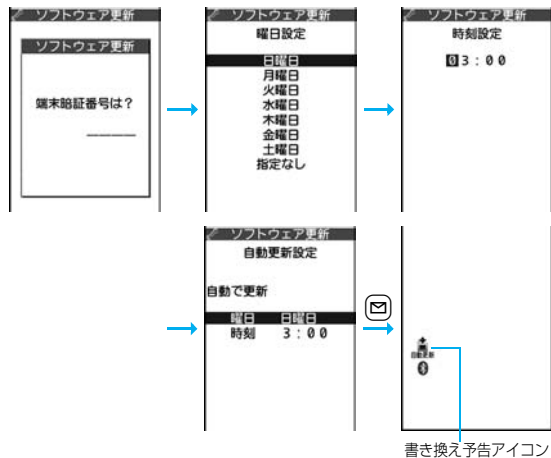 ソフトウェア更新
ソフトウェア更新
端末暗証番号は？
ソフトウェア更新
曜日設定
日曜日
月曜日
火曜日
水曜日
木曜日
金曜日
土曜日
指定なし
ソフトウェア更新
時刻設定
03:00
ソフトウェア更新
自動更新設定
自動で更新
曜日 日曜日
時刻 3:00
自動更新
書き換え予告アイコン